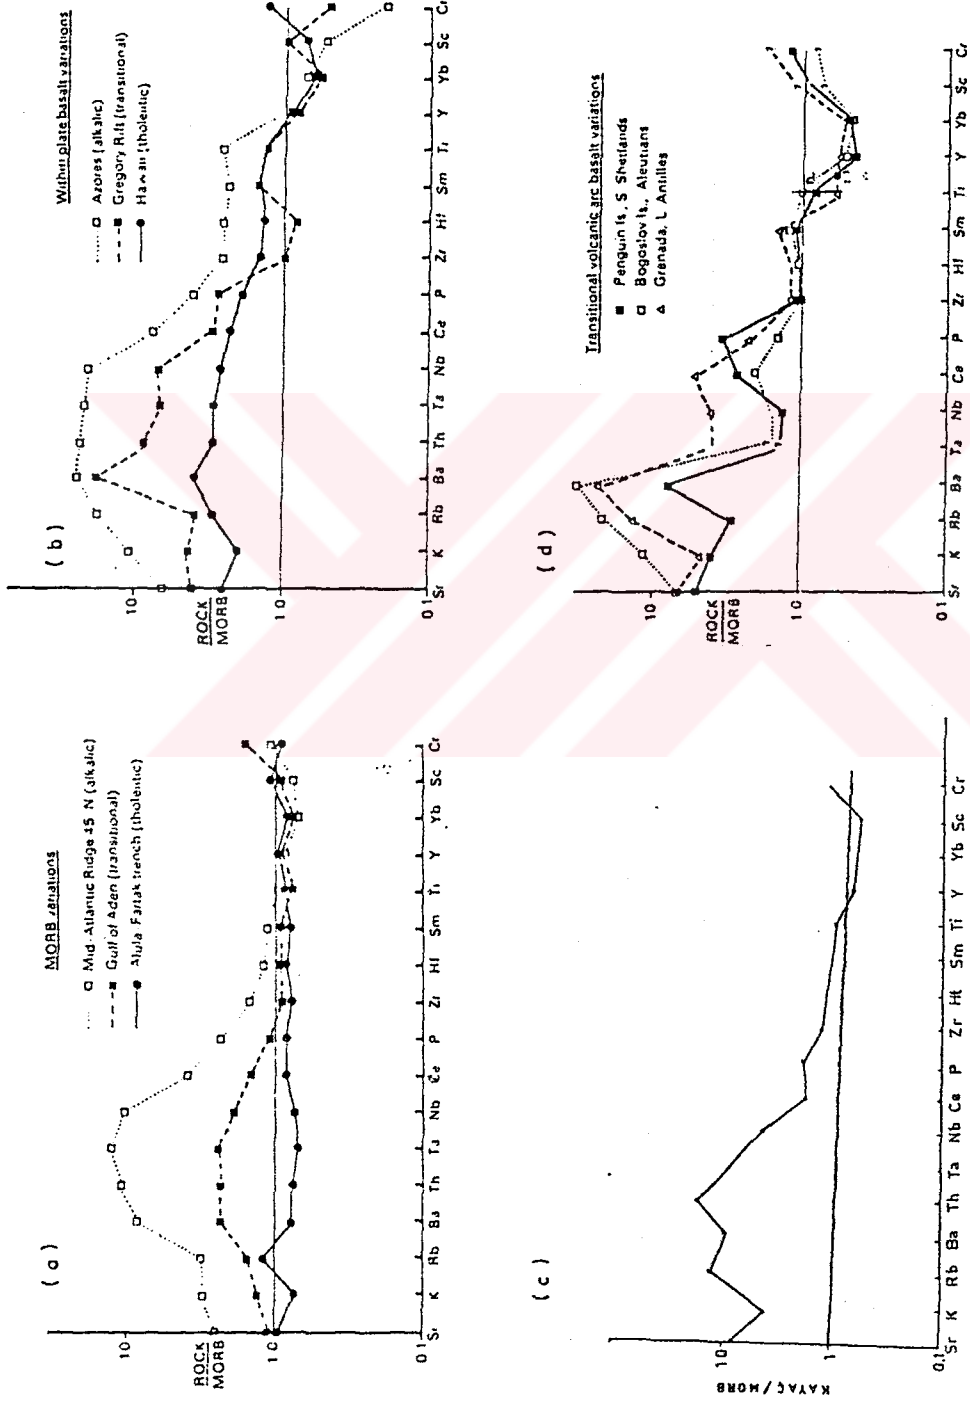 ( a )
MORB variations
Mid-Atlantic Ridge 45 N (alkalic)
Gulf of Aden (transitional)
Alula Fartak trench (tholeiitic)
10
ROCK
MORB
1 0
0 1
Sr K Rb Ba Th Ta Nb Ce P Zr Hf Sm Ti Y Yb Sc Cr
( b )
Within plate basalt variations
Azores (alkalic)
Gregory Rift (transitional)
Hawaii (tholeiitic)
10
ROCK
MORB
1 0
0 1
Sr K Rb Ba Th Ta Nb Ce P Zr Hf Sm Ti Y Yb Sc Cr
( c )
10
KAYAÇ / MORB
1
0.1
Sr K Rb Ba Th Ta Nb Ce P Zr Hf Sm Ti Y Yb Sc Cr
( d )
Transitional volcanic arc basalt variations
Penguin Is, S Shetlands
Bogoslov Is., Aleutians
Grenada, L Antilles
10
ROCK
MORB
1 0
0 1
Sr K Rb Ba Ta Nb Ce P Zr Hf Sm Ti Y Yb Sc Cr